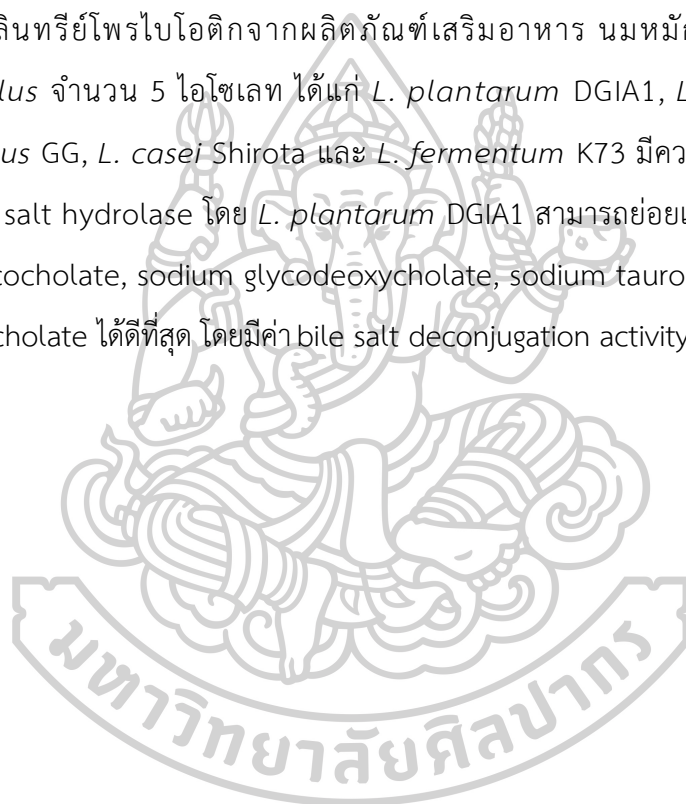 ลินทรีย์โพรไบโอติกจากผลิตภัณฑ์เสริมอาหาร นมหมัก
lus จำนวน 5 ไอโซเลท ได้แก่ L. plantarum DGIA1, L
us GG, L. casei Shirota และ L. fermentum K73 มีคว
salt hydrolase โดย L. plantarum DGIA1 สามารถย่อยเ
cocholate, sodium glycodeoxycholate, sodium tauro
cholate ได้ดีที่สุด โดยมีค่า bile salt deconjugation activity
มหาวิทยาลัยศิลปากร